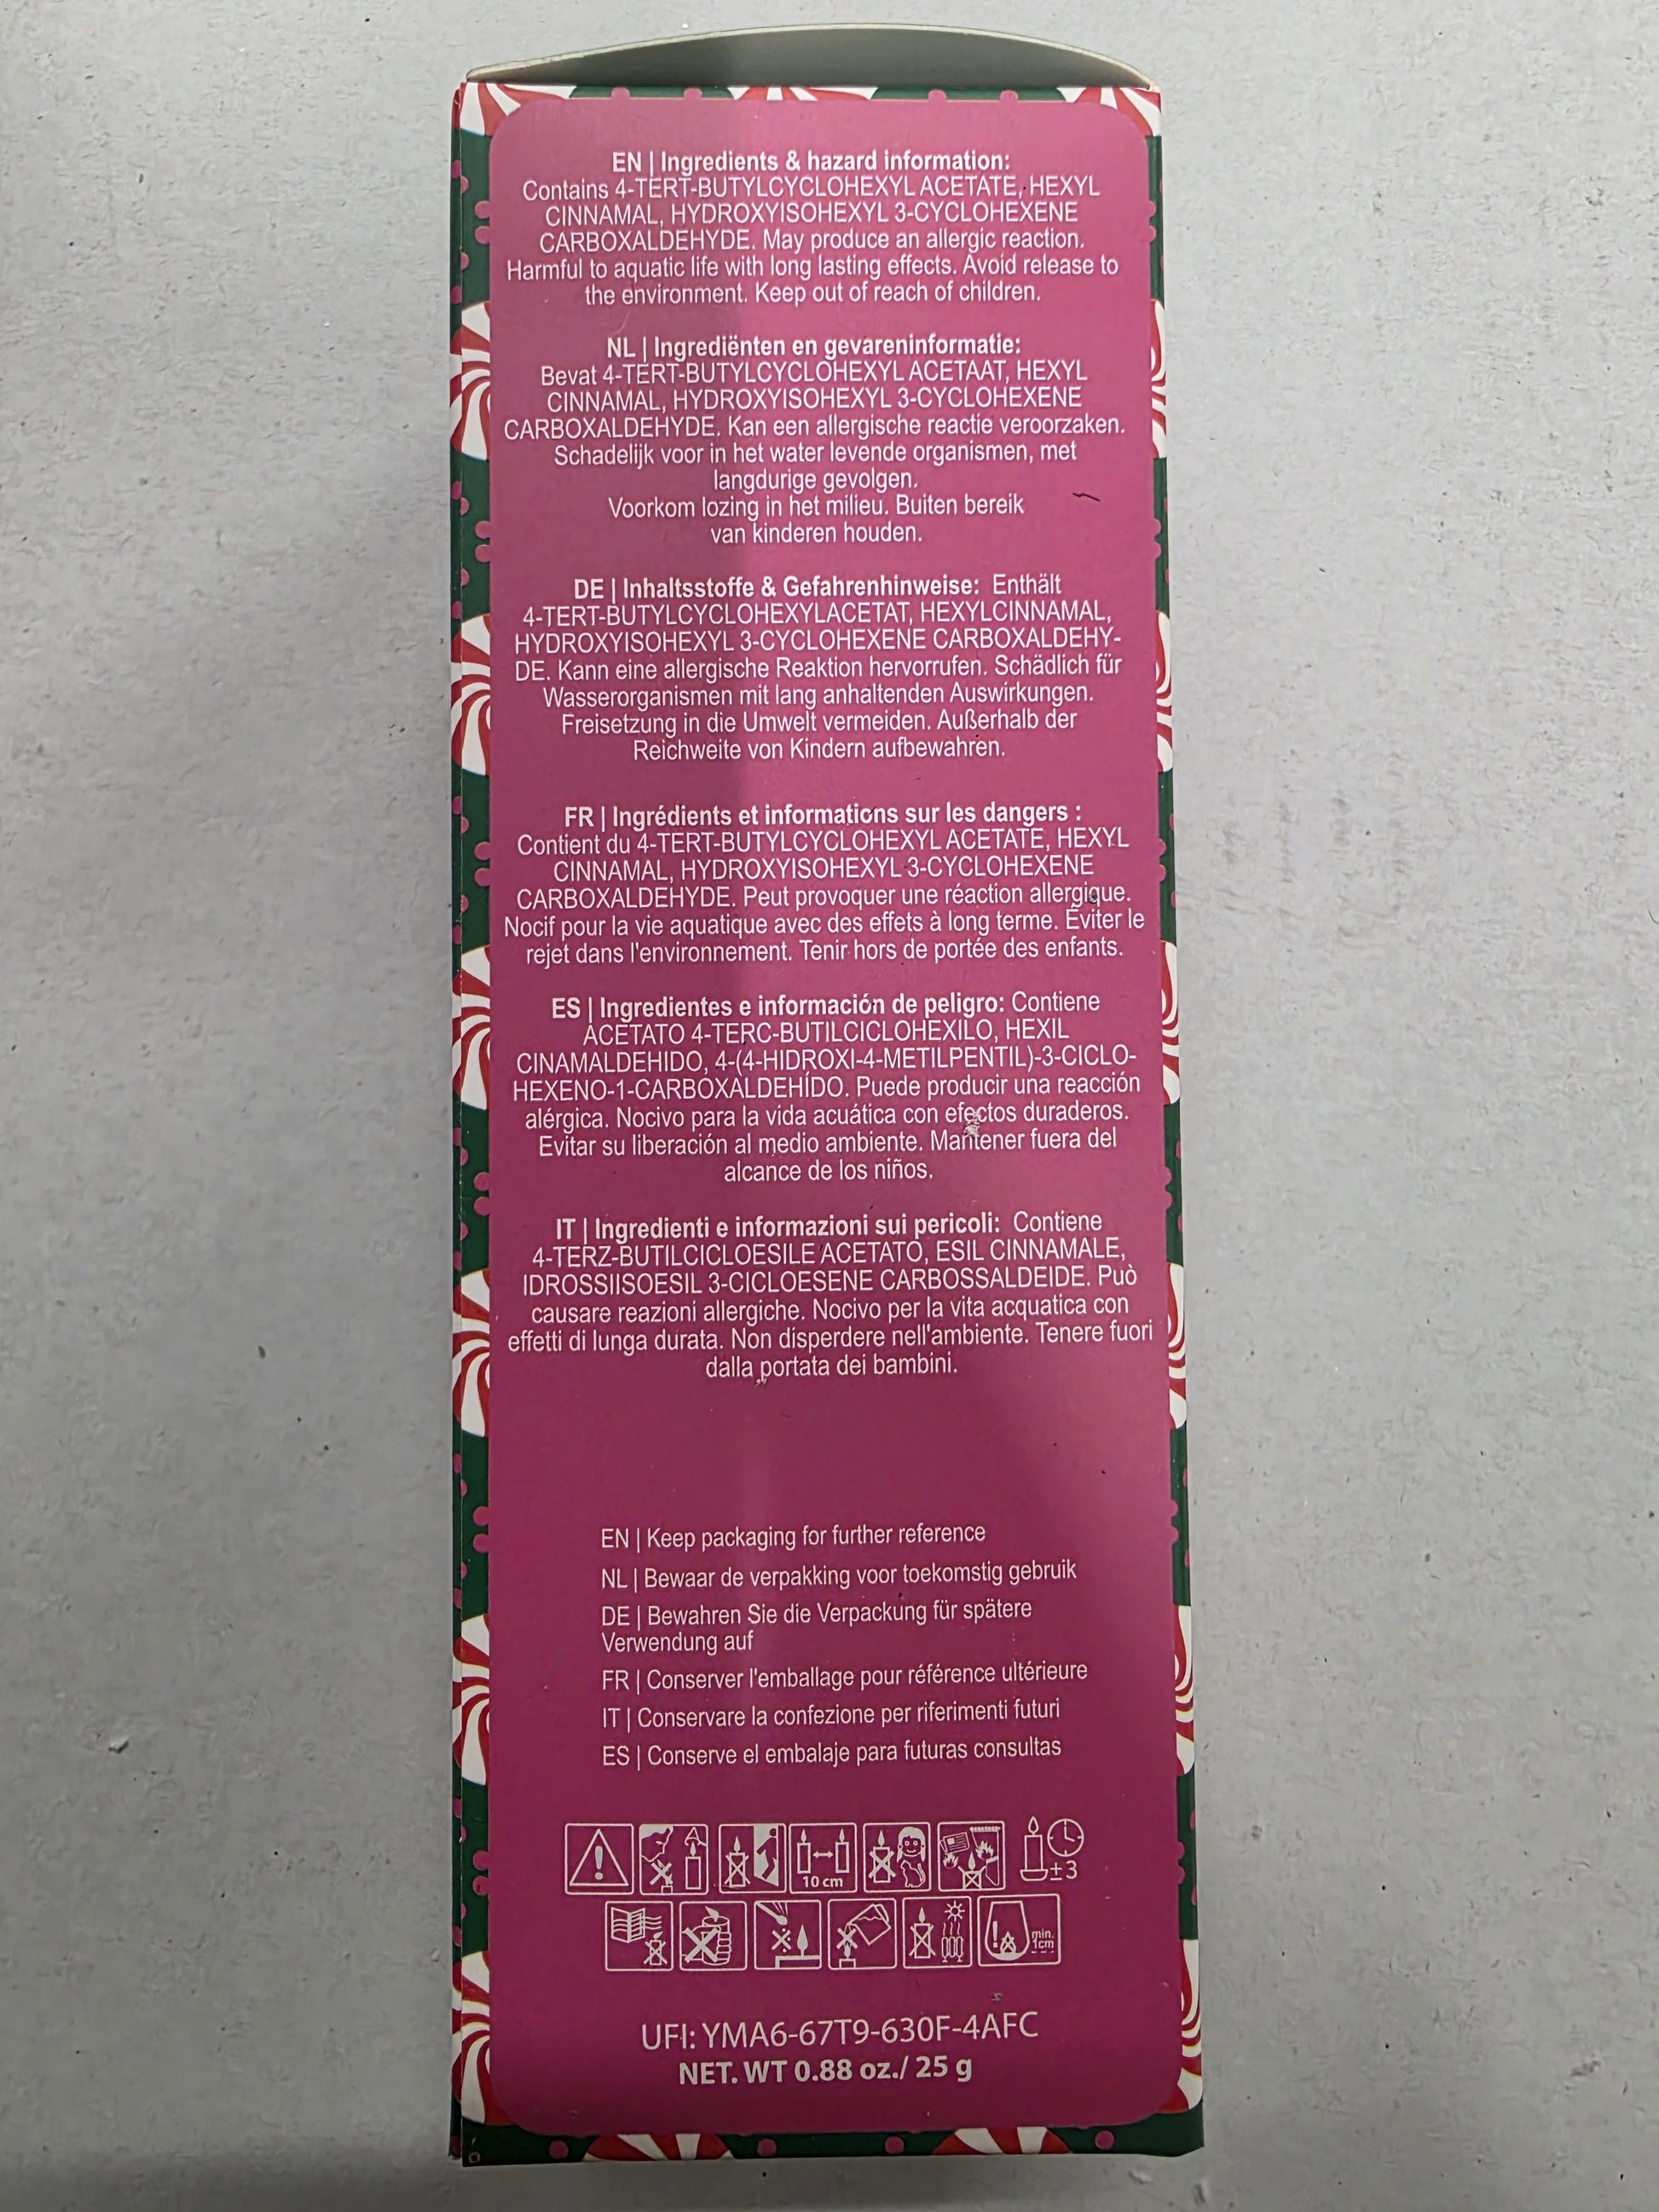 EN | Ingredients & hazard information:
Contains 4-TERT-BUTYLCYCLOHEXYL ACETATE, HEXYL
CINNAMAL, HYDROXYISOHEXYL 3-CYCLOHEXENE
CARBOXALDEHYDE. May produce an allergic reaction.
Harmful to aquatic life with long lasting effects. Avoid release to
the environment. Keep out of reach of children.
NL | Ingrediënten en gevareninformatie:
Bevat 4-TERT-BUTYLCYCLOHEXYL ACETAAT, HEXYL
CINNAMAL, HYDROXYISOHEXYL 3-CYCLOHEXENE
CARBOXALDEHYDE. Kan een allergische reactie veroorzaken.
Schadelijk voor in het water levende organismen, met
langdurige gevolgen.
Voorkom lozing in het milieu. Buiten bereik
van kinderen houden.
DE | Inhaltsstoffe & Gefahrenhinweise: Enthält
4-TERT-BUTYLCYCLOHEXYLACETAT, HEXYLCINNAMAL,
HYDROXYISOHEXYL 3-CYCLOHEXENE CARBOXALDEHY-
DE. Kann eine allergische Reaktion hervorrufen. Schädlich für
Wasserorganismen mit lang anhaltenden Auswirkungen.
Freisetzung in die Umwelt vermeiden. Außerhalb der
Reichweite von Kindern aufbewahren.
FR | Ingrédients et informations sur les dangers :
Contient du 4-TERT-BUTYLCYCLOHEXYL ACETATE, HEXYL
CINNAMAL, HYDROXYISOHEXYL 3-CYCLOHEXENE
CARBOXALDEHYDE. Peut provoquer une réaction allergique.
Nocif pour la vie aquatique avec des effets à long terme. Éviter le
rejet dans l'environnement. Tenir hors de portée des enfants.
ES | Ingredientes e información de peligro: Contiene
ACETATO 4-TERC-BUTILCICLOHEXILO, HEXIL
CINAMALDEHIDO, 4-(4-HIDROXI-4-METILPENTIL)-3-CICLO-
HEXENO-1-CARBOXALDEHÍDO. Puede producir una reacción
alérgica. Nocivo para la vida acuática con efectos duraderos.
Evitar su liberación al medio ambiente. Mantener fuera del
alcance de los niños.
IT | Ingredienti e informazioni sui pericoli: Contiene
4-TERZ-BUTILCICLOESILE ACETATO, ESIL CINNAMALE,
IDROSSIISOESIL 3-CICLOESENE CARBOSSALDEIDE. Può
causare reazioni allergiche. Nocivo per la vita acquatica con
effetti di lunga durata. Non disperdere nell'ambiente. Tenere fuori
dalla portata dei bambini.
EN | Keep packaging for further reference
NL | Bewaar de verpakking voor toekomstig gebruik
DE | Bewahren Sie die Verpackung für spätere
Verwendung auf
FR | Conserver l'emballage pour référence ultérieure
IT | Conservare la confezione per riferimenti futuri
ES | Conserve el embalaje para futuras consultas
10 cm
±3
min.
1cm
UFI: YMA6-67T9-630F-4AFC
NET. WT 0.88 oz./ 25 g